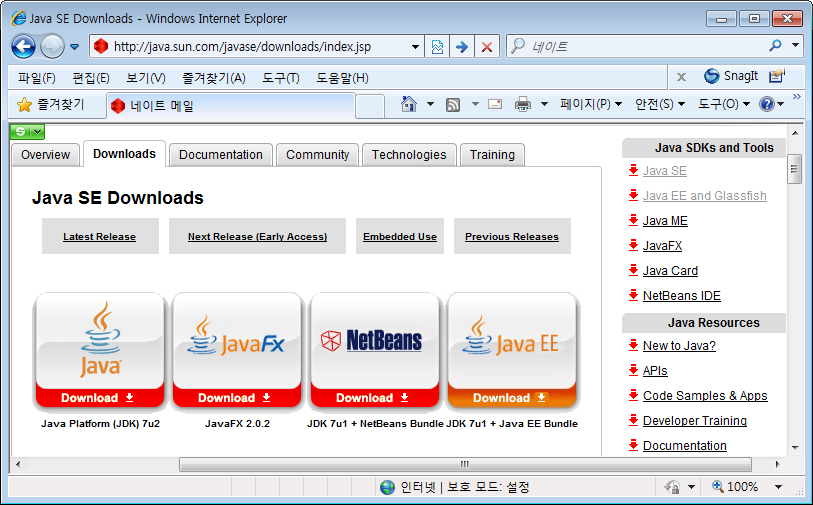 Java SE Downloads - Windows Internet Explorer
http://java.sun.com/javase/downloads/index.jsp
네이트
파일(F) 편집(E) 보기(V) 즐겨찾기(A) 도구(T) 도움말(H)
SnagIt
즐겨찾기
네이트 메일
페이지(P) 안전(S) 도구(O)
Overview Downloads Documentation Community Technologies Training
Java SE Downloads
Latest Release Next Release (Early Access) Embedded Use Previous Releases
Java JavaFx NetBeans Java EE
Download Download Download Download
Java Platform (JDK) 7u2 JavaFX 2.0.2 JDK 7u1 + NetBeans Bundle JDK 7u1 + Java EE Bundle
Java SDKs and Tools
Java SE
Java EE and Glassfish
Java ME
JavaFX
Java Card
NetBeans IDE
Java Resources
New to Java?
APIs
Code Samples & Apps
Developer Training
Documentation
인터넷 | 보호 모드: 설정
100%